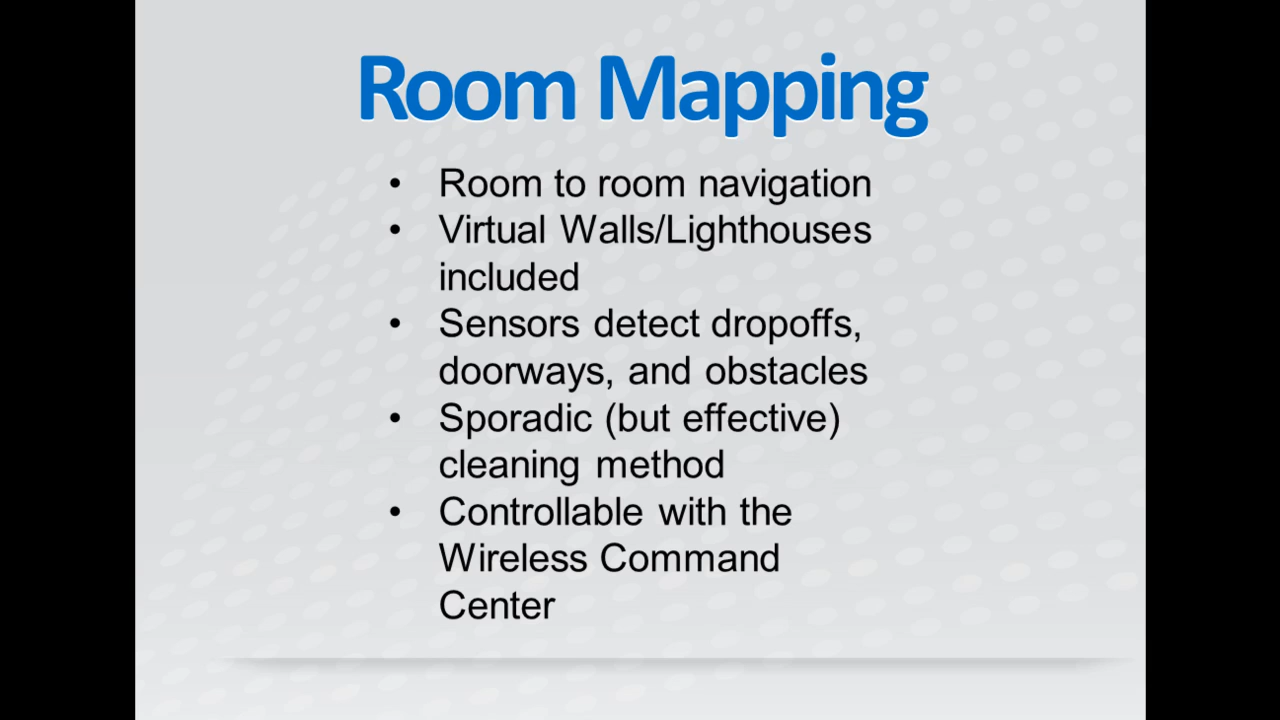 Room Mapping
• Room to room navigation
• Virtual Walls/Lighthouses
included
• Sensors detect dropoffs,
doorways, and obstacles
• Sporadic (but effective)
cleaning method
• Controllable with the
Wireless Command
Center